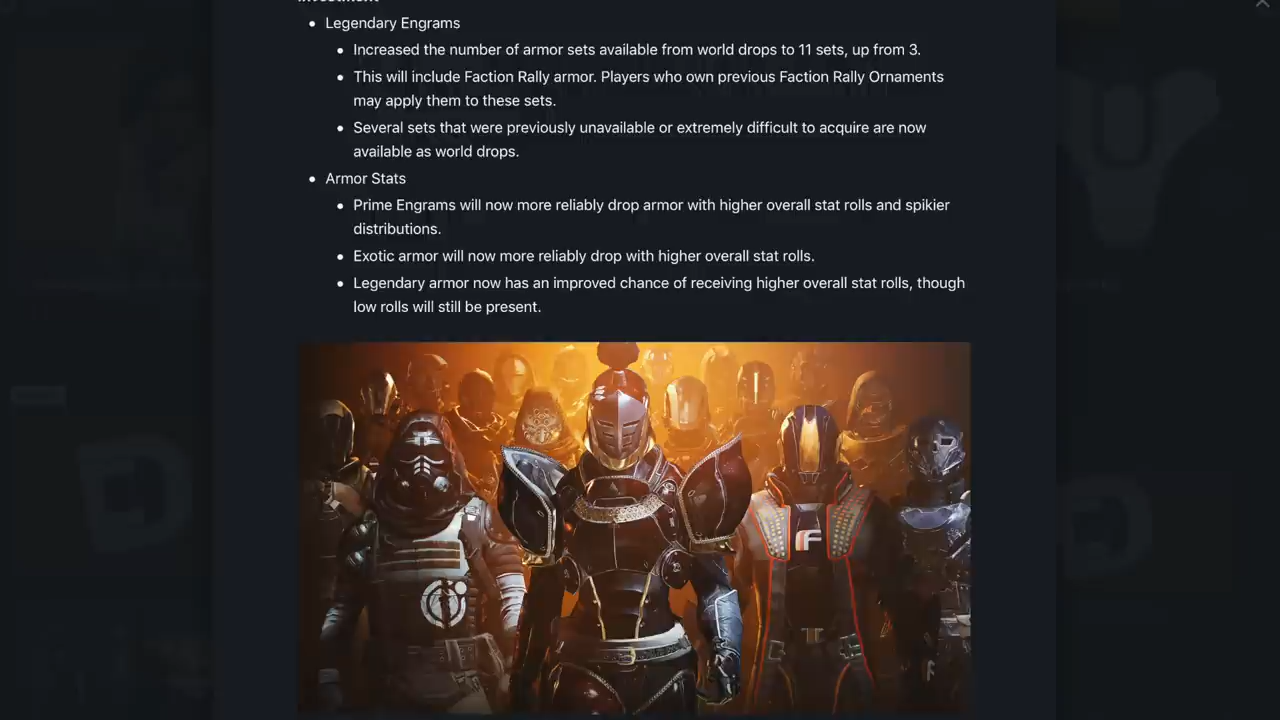 Investment
Legendary Engrams
Increased the number of armor sets available from world drops to 11 sets, up from 3.
This will include Faction Rally armor. Players who own previous Faction Rally Ornaments
may apply them to these sets.
Several sets that were previously unavailable or extremely difficult to acquire are now
available as world drops.
Armor Stats
Prime Engrams will now more reliably drop armor with higher overall stat rolls and spikier
distributions.
Exotic armor will now more reliably drop with higher overall stat rolls.
Legendary armor now has an improved chance of receiving higher overall stat rolls, though
low rolls will still be present.